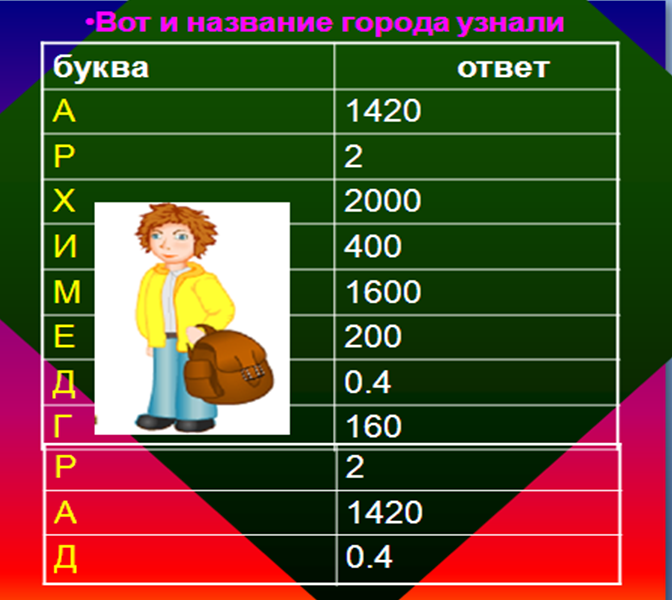 •Вот и название города узнали
буква ответ
А 1420
Р 2
Х 2000
И 400
М 1600
Е 200
Д 0.4
Г 160
Р 2
А 1420
Д 0.4